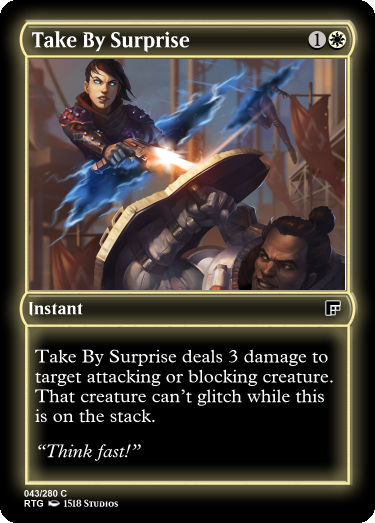 Take By Surprise 1
Instant
Take By Surprise deals 3 damage to
target attacking or blocking creature.
That creature can't glitch while this
is on the stack.
“Think fast!”
043/280 C
RTG 1518 Studios